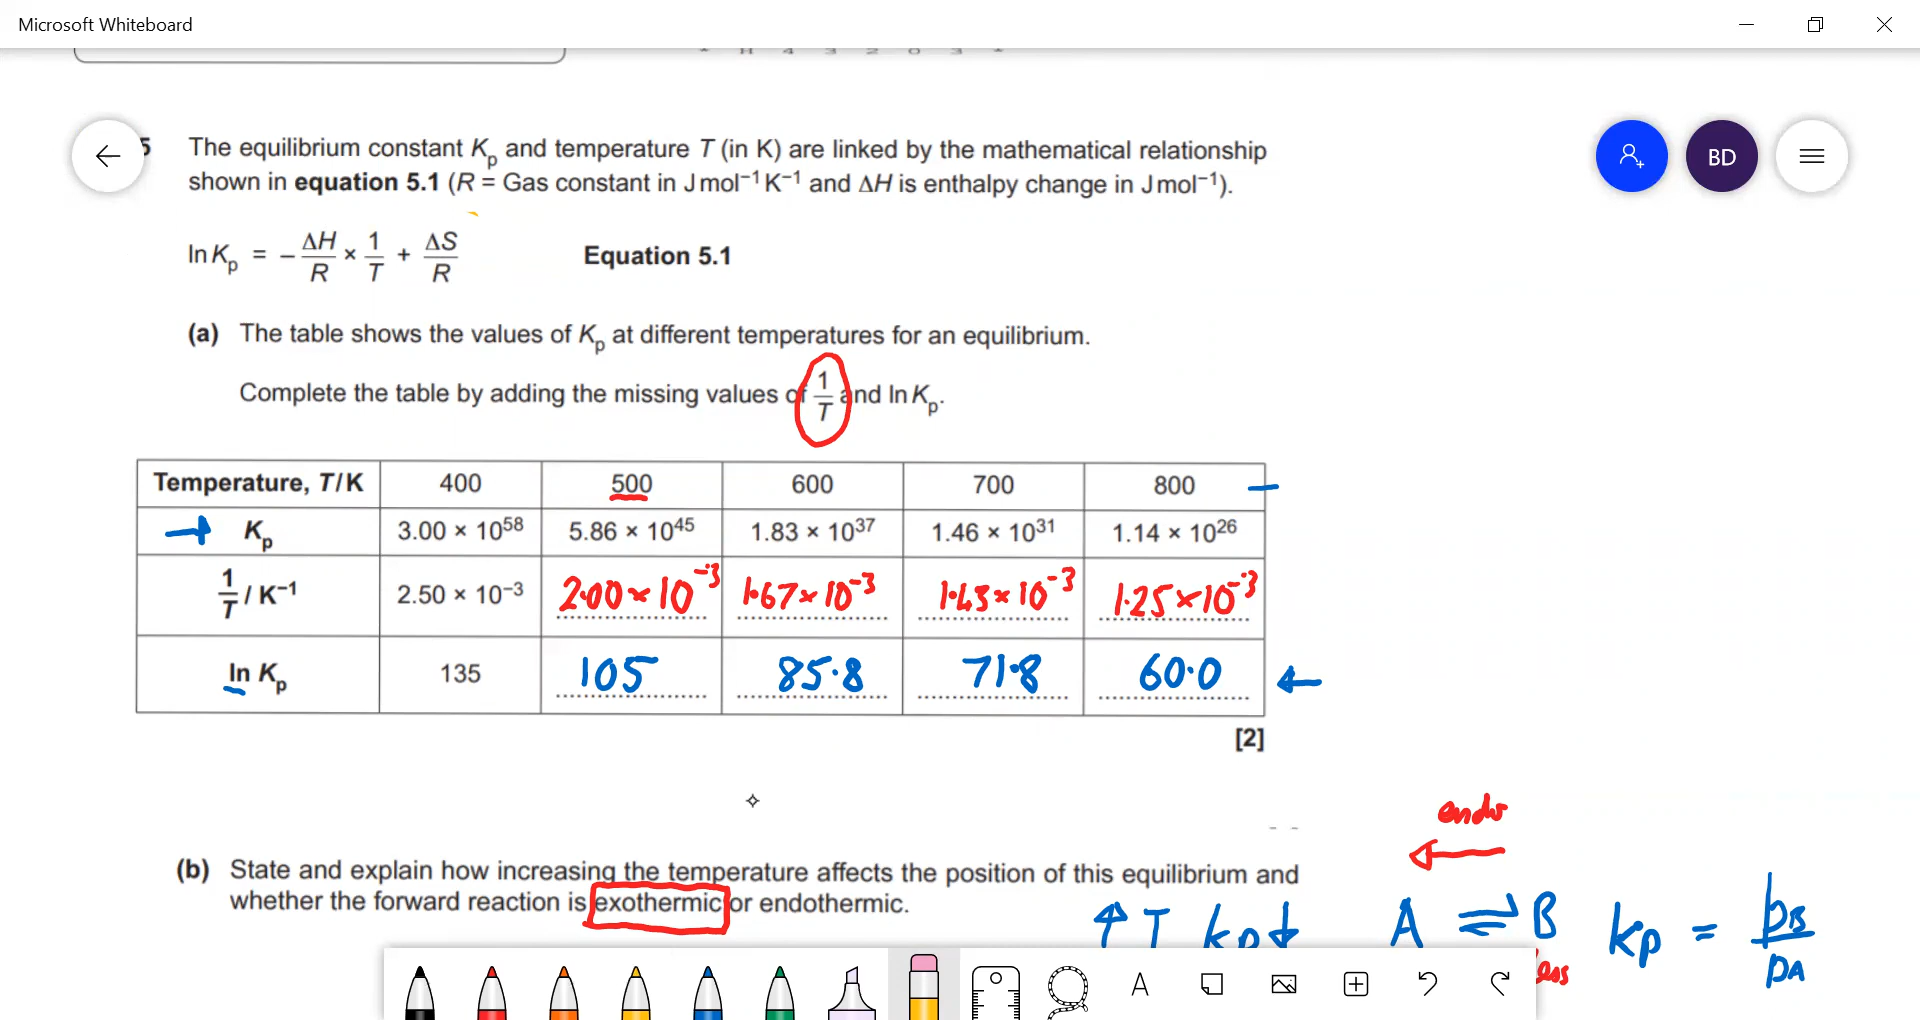 Microsoft Whiteboard
5 The equilibrium constant Kp and temperature T (in K) are linked by the mathematical relationship
shown in equation 5.1 (R = Gas constant in J mol⁻¹ K⁻¹ and ΔH is enthalpy change in J mol⁻¹).
BD
ln Kp = − ΔH/R × 1/T + ΔS/R Equation 5.1
(a) The table shows the values of Kp at different temperatures for an equilibrium.
Complete the table by adding the missing values of 1/T and ln Kp.
Temperature, T/K 400 500 600 700 800
Kp 3.00 × 10⁵⁸ 5.86 × 10⁴⁵ 1.83 × 10³⁷ 1.46 × 10³¹ 1.14 × 10²⁶
1/T / K⁻¹ 2.50 × 10⁻³ 2.00 × 10⁻³ 1.67 × 10⁻³ 1.43 × 10⁻³ 1.25 × 10⁻³
ln Kp 135 105 85.8 71.8 60.0
[2]
endo
(b) State and explain how increasing the temperature affects the position of this equilibrium and
whether the forward reaction is exothermic or endothermic.
↑ T Kp ↓ A ⇌ B Kp = pB/pA